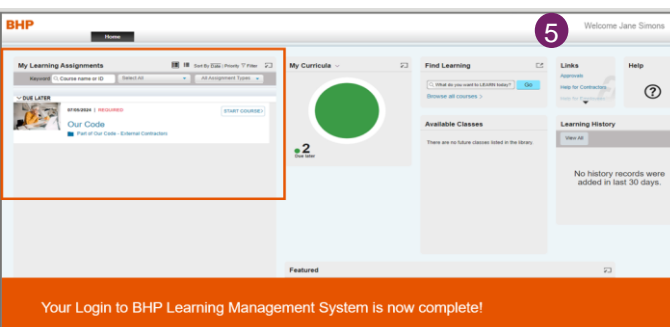 BHP
Home
5
Welcome Jane Simons
My Learning Assignments
Sort By Date | Priority Filter
Keyword Course name or ID
Select All
All Assignment Types
DUE LATER
REQUIRED
START COURSE
Our Code
Part of Our Code - External Contractors
My Curricula
2
Due later
Find Learning
What do you want to LEARN today?
Go
Browse all courses >
Available Classes
There are no future classes listed in the library.
Links
Approvals
Help for Contractors
Help
Learning History
View All
No history records were
added in last 30 days.
Featured
Your Login to BHP Learning Management System is now complete!